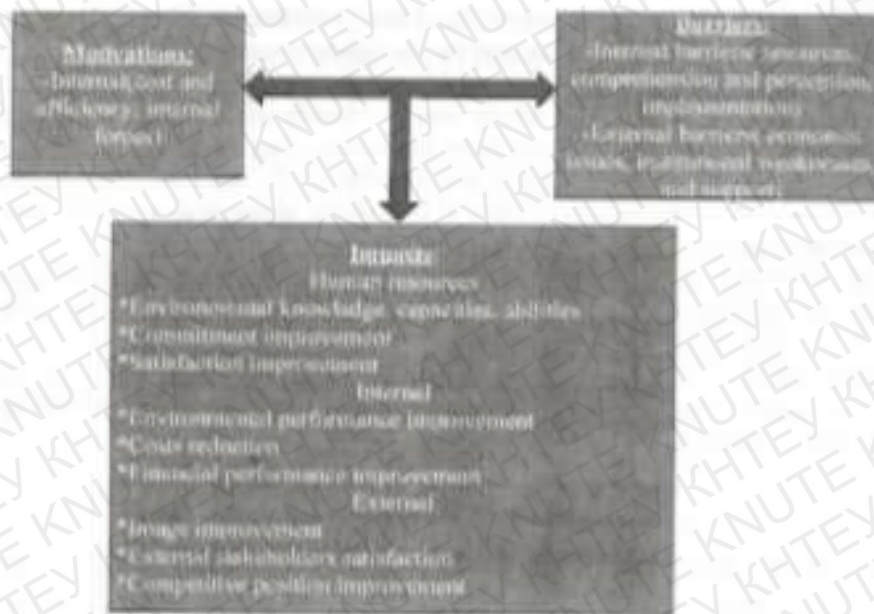 Motivations:
-Internal(cost and
efficiency, internal
forces)
Barriers:
-Internal barriers( resources,
comprehension and perception,
implementation)
-External barriers( economic
issues, institutional weaknesses
and support)
Impacts:
Human resources
*Environmental knowledge, capacities, abilities
*Commitment improvement
*Satisfaction improvement
Internal
*Environmental performance improvement
*Costs reduction
*Financial performance improvement
External
*Image improvement
*External stakeholders satisfaction
*Competitive position improvement